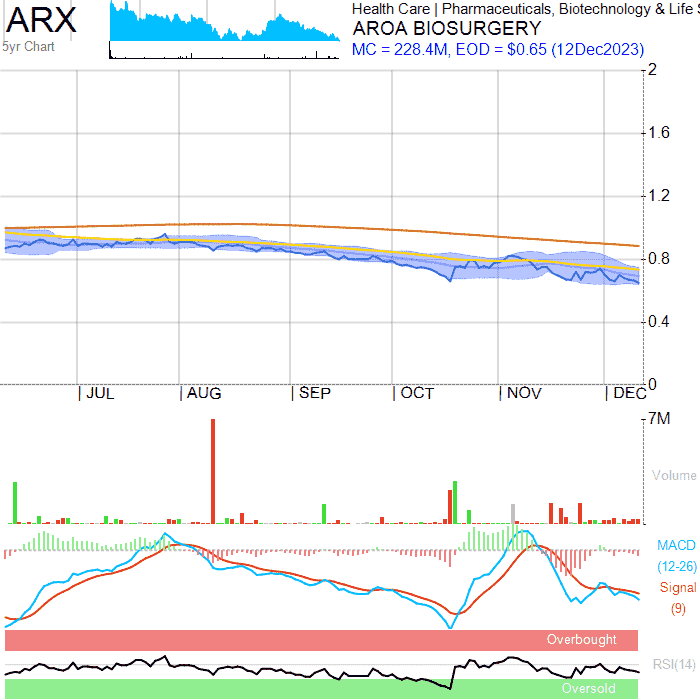 ARX
5yr Chart
Health Care | Pharmaceuticals, Biotechnology & Life S
AROA BIOSURGERY
MC = 228.4M, EOD = $0.65 (12Dec2023)
2
1.6
1.2
0.8
0.4
0
JUL AUG SEP OCT NOV DEC
7M
Volume
MACD
(12-26)
Signal
(9)
Overbought
RSI(14)
Oversold